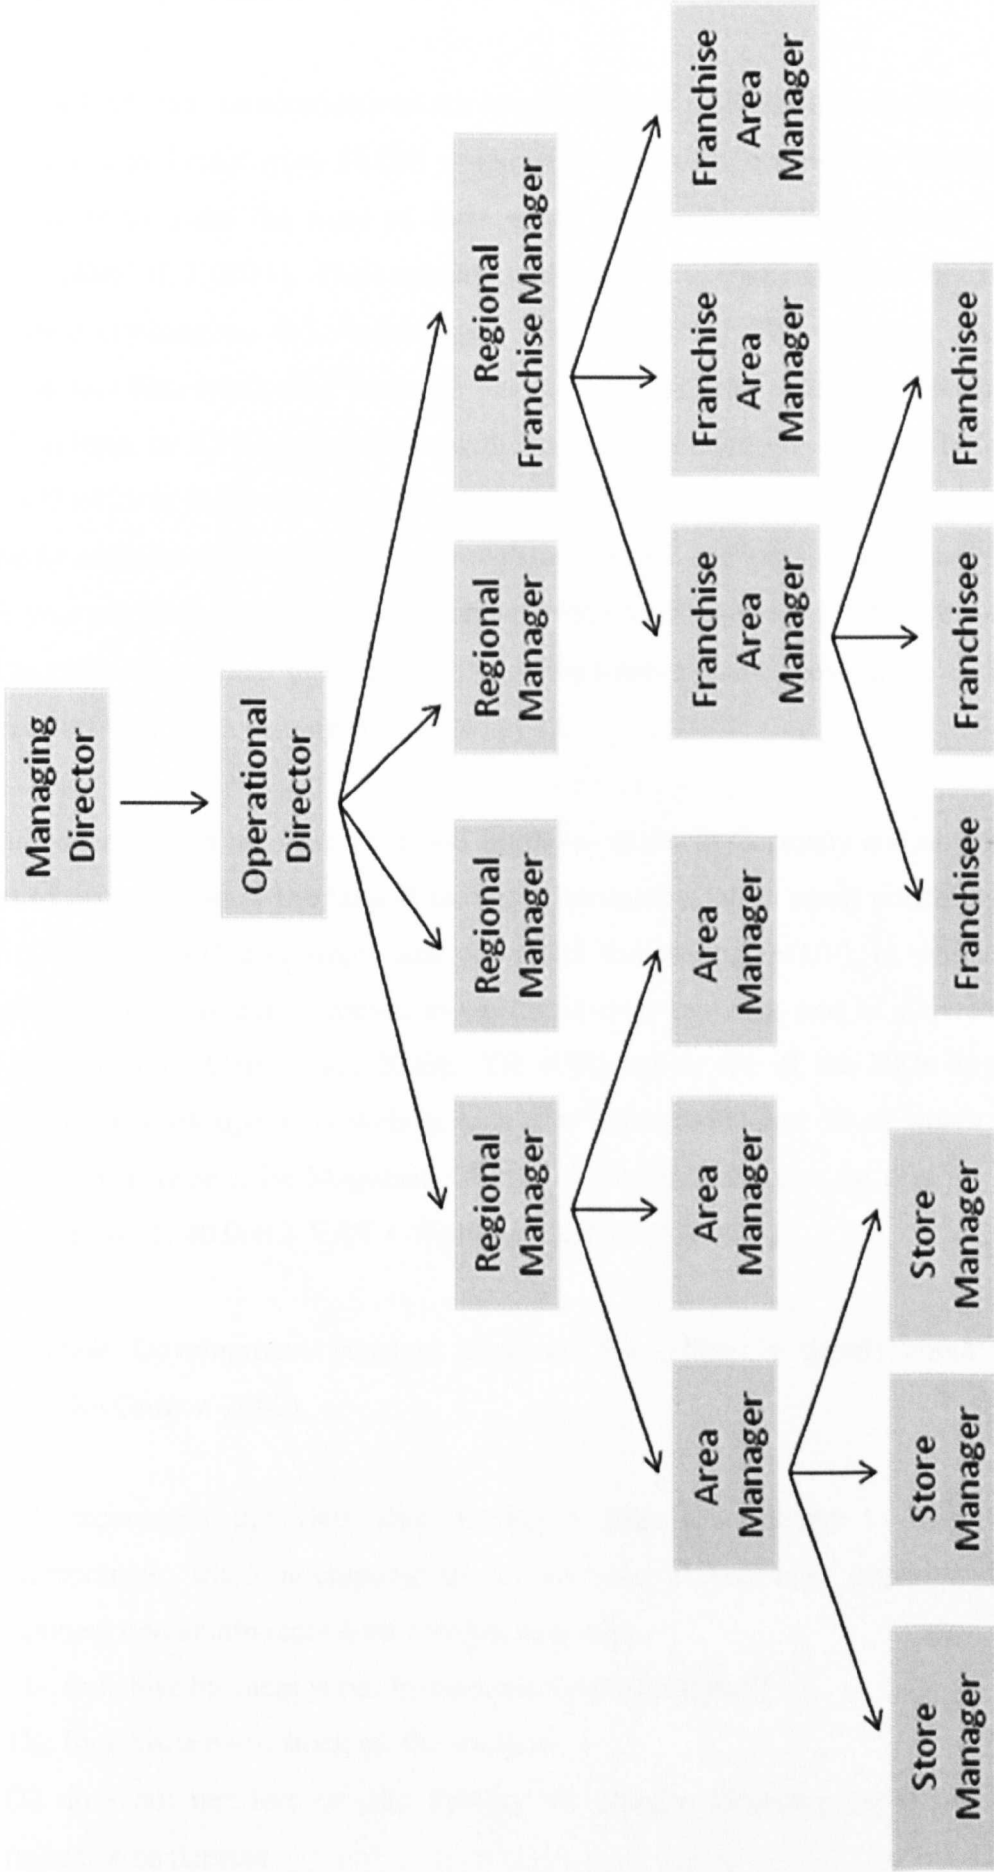 Managing
Director
Operational
Director
Regional
Manager
Regional
Manager
Regional
Manager
Regional
Franchise Manager
Area
Manager
Area
Manager
Area
Manager
Franchise
Area
Manager
Franchise
Area
Manager
Franchise
Area
Manager
Store
Manager
Store
Manager
Store
Manager
Franchisee
Franchisee
Franchisee